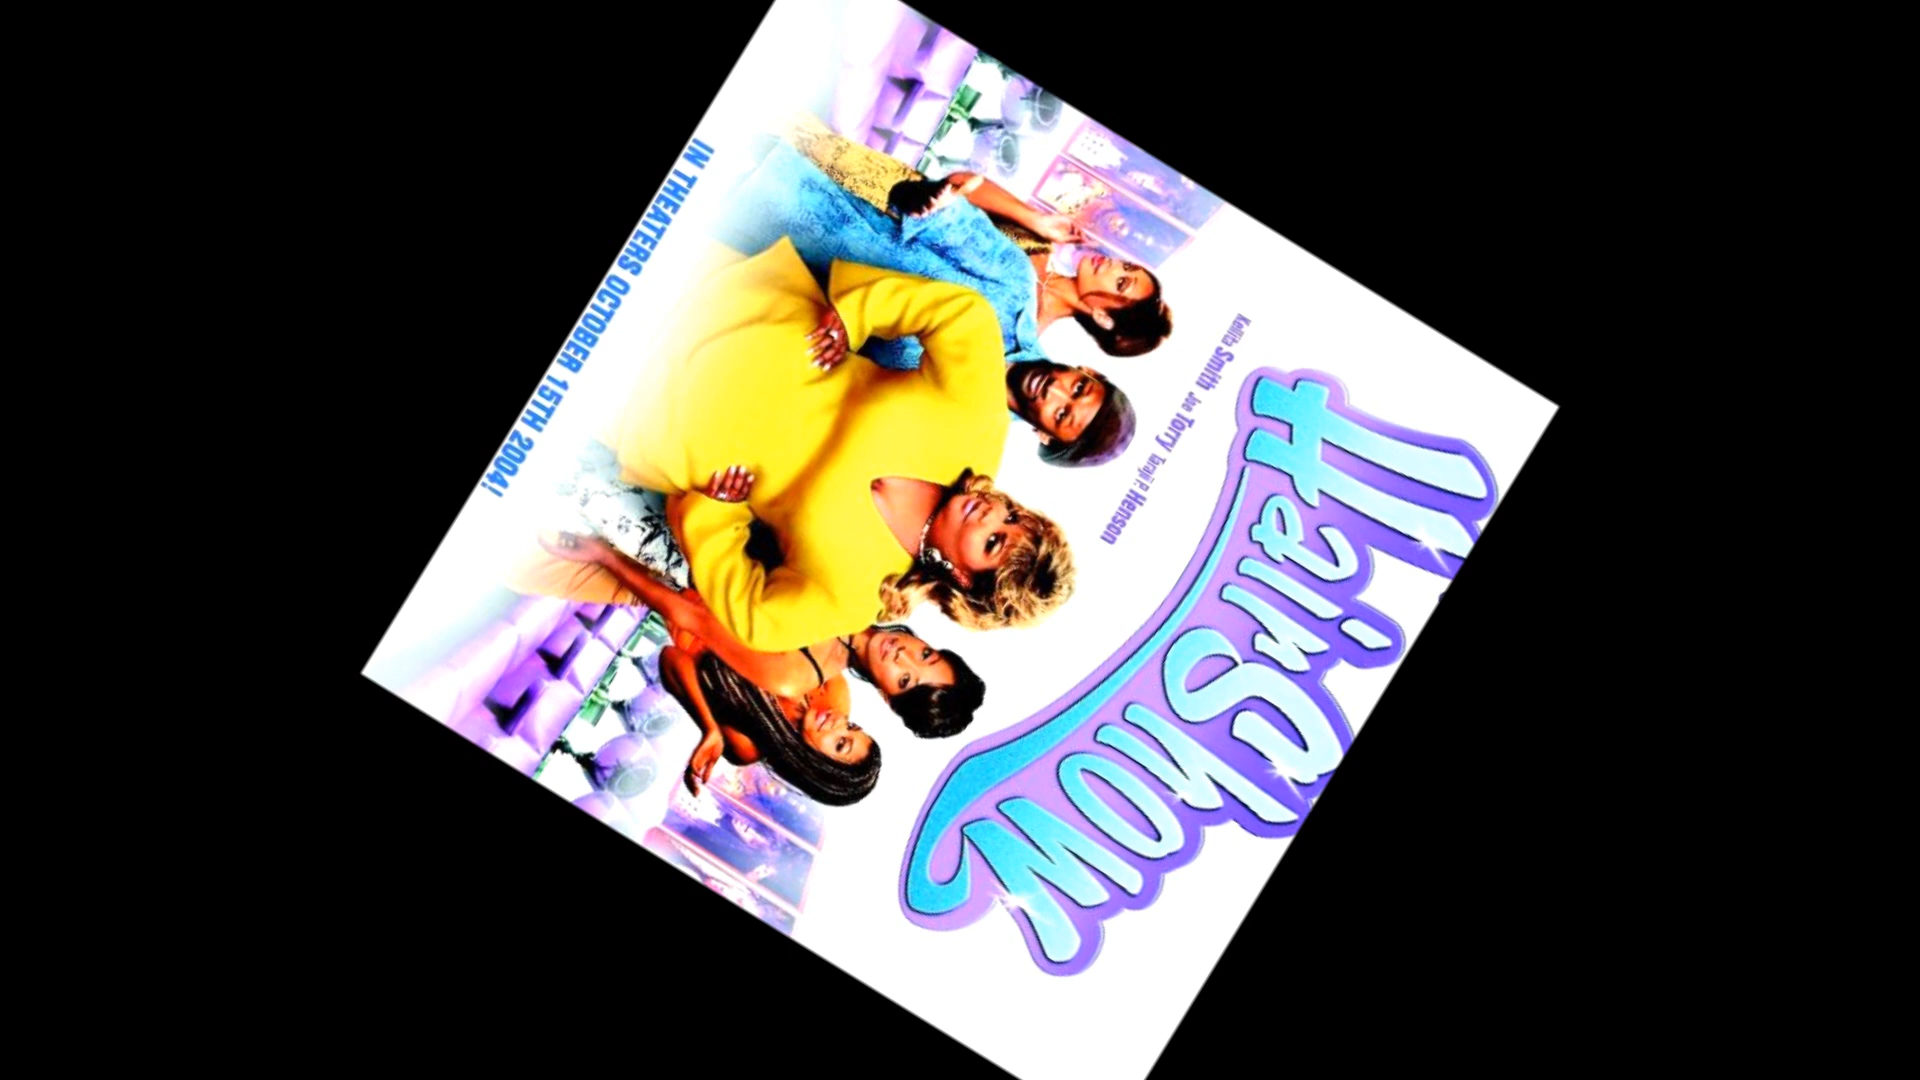 Kellita Smith Joe Torry Taraji P. Henson
Hair Show
IN THEATERS OCTOBER 15TH 2004!